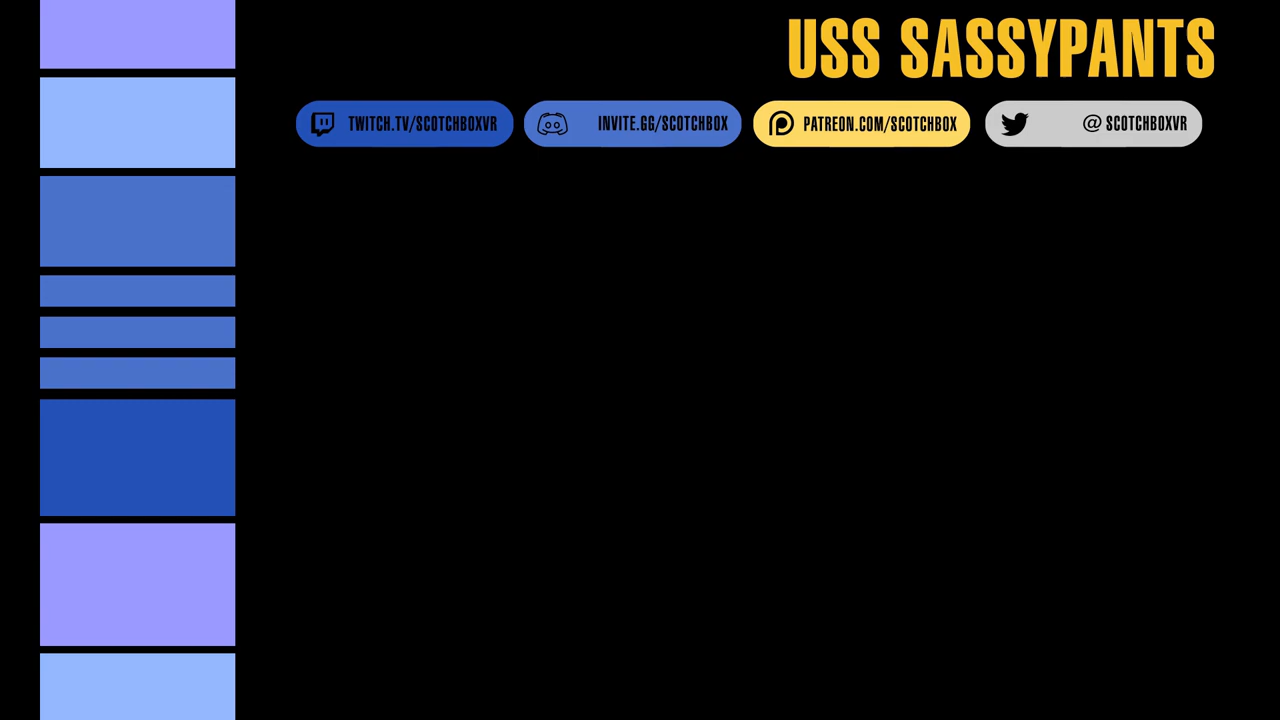 USS SASSYPANTS
TWITCH.TV/SCOTCHBOXVR
INVITE.GG/SCOTCHBOX
PATREON.COM/SCOTCHBOX
@ SCOTCHBOXVR